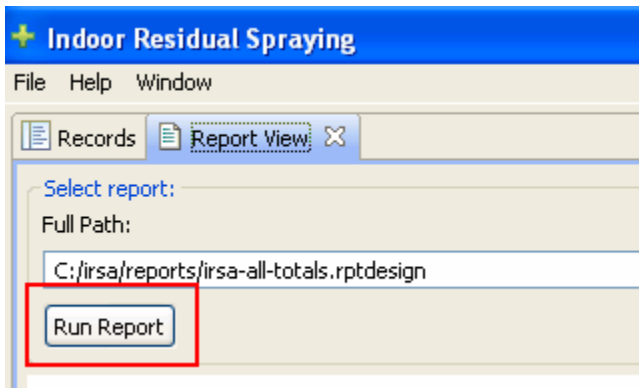 Indoor Residual Spraying
File Help Window
Records Report View
Select report:
Full Path:
C:/irsa/reports/irsa-all-totals.rptdesign
Run Report